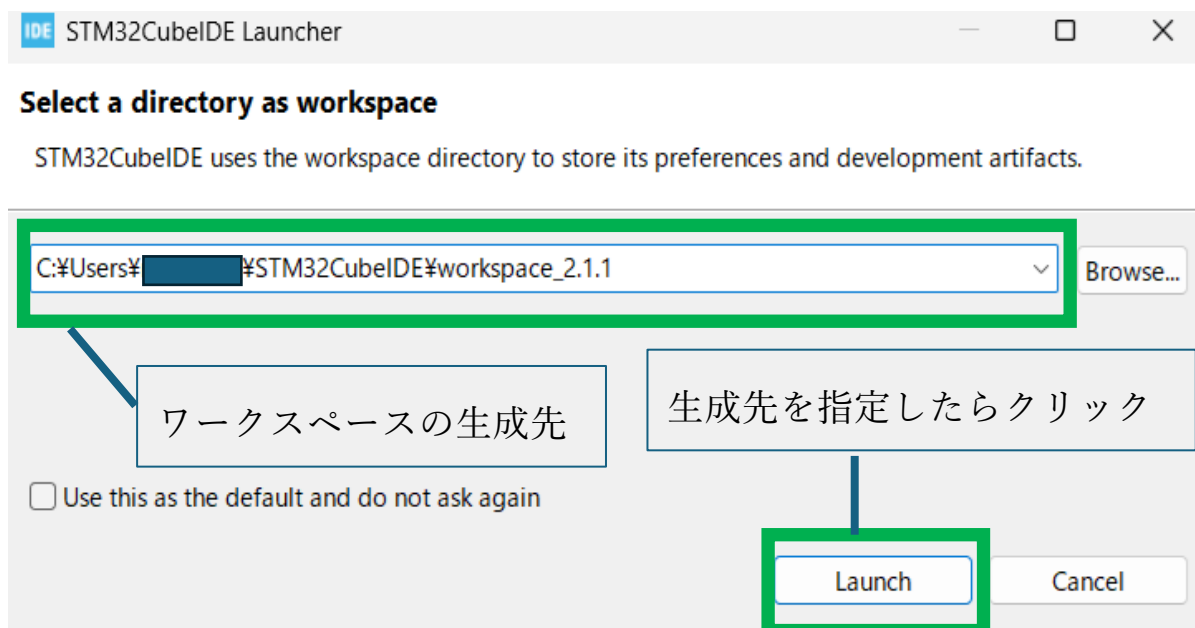 IDE STM32CubeIDE Launcher
Select a directory as workspace
STM32CubeIDE uses the workspace directory to store its preferences and development artifacts.
C:¥Users¥ ¥STM32CubeIDE¥workspace_2.1.1
Browse...
ワークスペースの生成先
生成先を指定したらクリック
Use this as the default and do not ask again
Launch
Cancel